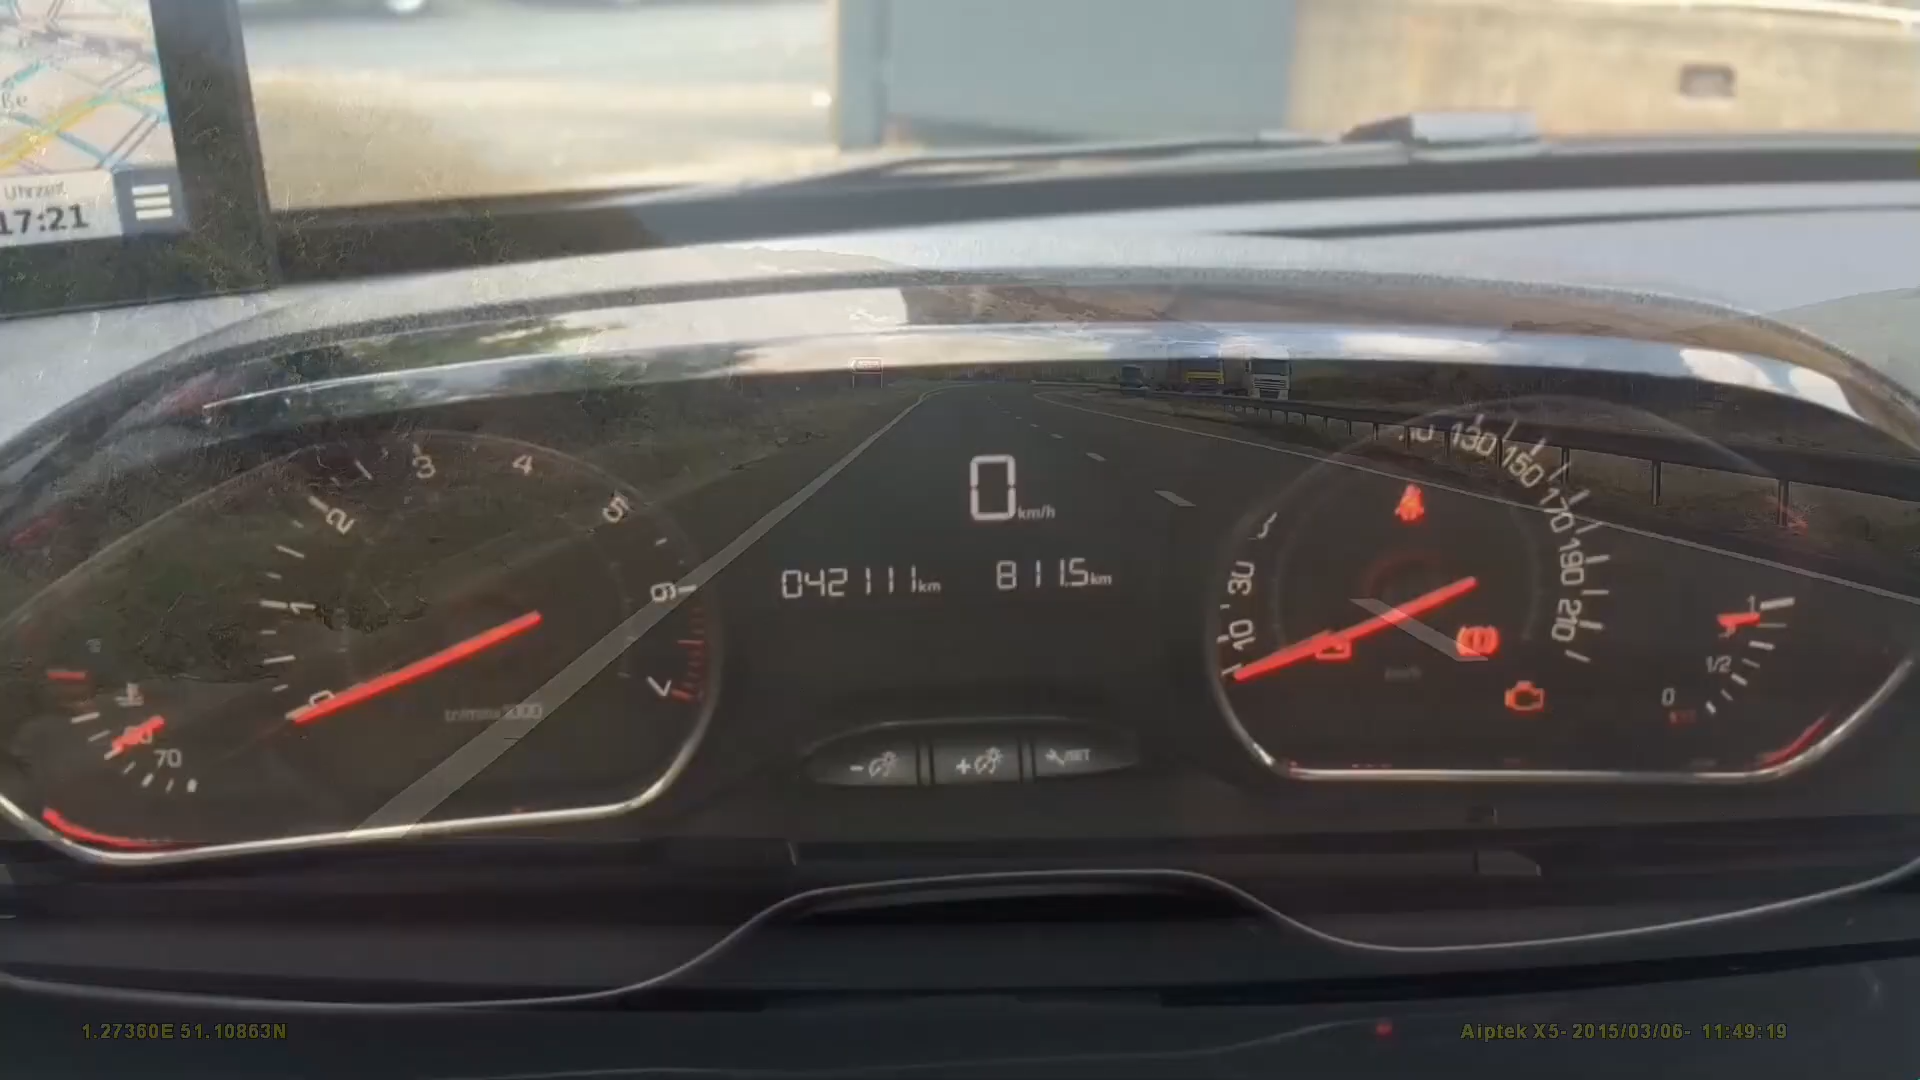 ße
Uhrzeit
17:21
3
4
2
5
130
150
0 km/h
170
1
6
042111 km 811.5 km
30
190
1
10
210
1/2
0
7
0
70
- + SET
1.27360E 51.10863N
Aiptek X5- 2015/03/06- 11:49:19